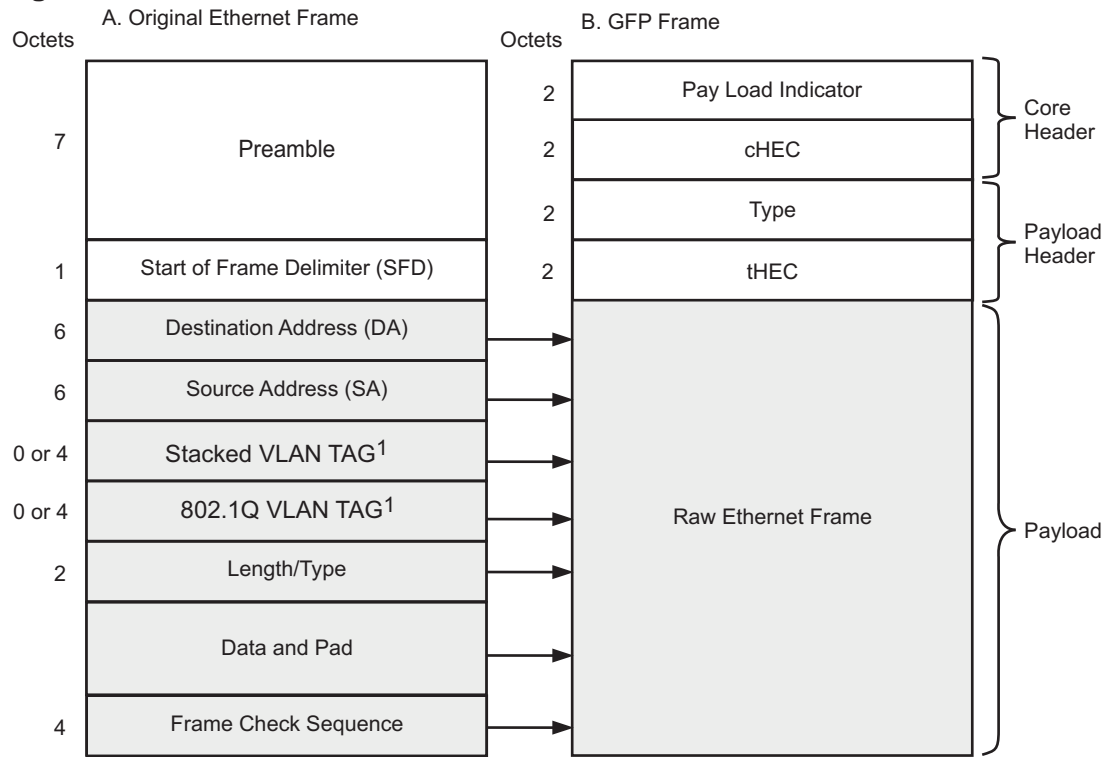 A. Original Ethernet Frame
Octets
7
Preamble
1
Start of Frame Delimiter (SFD)
6
Destination Address (DA)
6
Source Address (SA)
0 or 4
Stacked VLAN TAG1
0 or 4
802.1Q VLAN TAG1
2
Length/Type
Data and Pad
4
Frame Check Sequence
B. GFP Frame
Octets
2
Pay Load Indicator
2
cHEC
Core
Header
2
Type
2
tHEC
Payload
Header
Raw Ethernet Frame
Payload